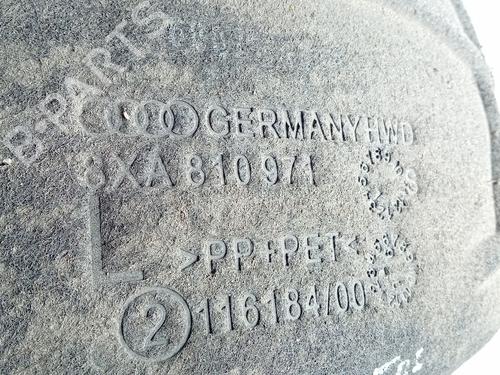 B-PARTS
GERMANY HWD
8XA 810 971
L
>PP+PET<
2 116184/00